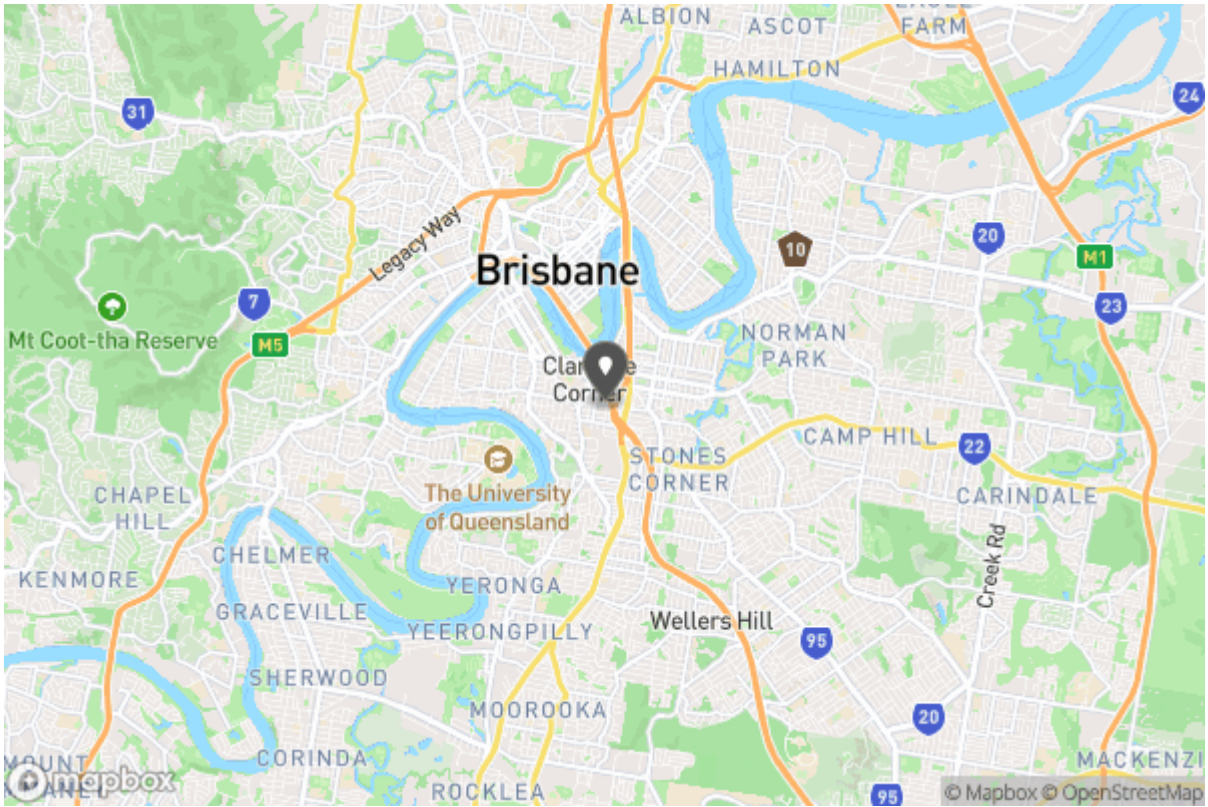 ALBION
ASCOT
FARM
HAMILTON
31
24
Legacy Way
10
20
Brisbane
M1
7
23
Mt Coot-tha Reserve
M5
NORMAN
PARK
Corner
CAMP HILL
22
STONES
CORNER
CARINDALE
The University
of Queensland
CHAPEL
HILL
CHELMER
Creek Rd
KENMORE
YERONGA
GRACEVILLE
Wellers Hill
YEERONGPILLY
95
SHERWOOD
MOOROOKA
20
CORINDA
MOUNT
MACKENZI
mapbox
ROCKLEA
95
© Mapbox © OpenStreetMap